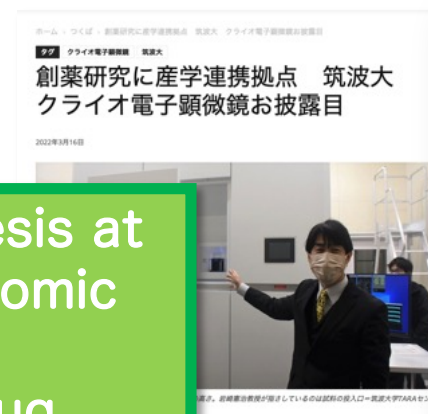 ホーム › つくば › 創薬研究に産学連携拠点 筑波大 クライオ電子顕微鏡お披露目
タグ クライオ電子顕微鏡 筑波大
創薬研究に産学連携拠点 筑波大
クライオ電子顕微鏡お披露目
2022年3月16日
esis at
omic
ug
高さ。岩崎憲治教授が指さしているのは試料の投入口＝筑波大学TARAセン